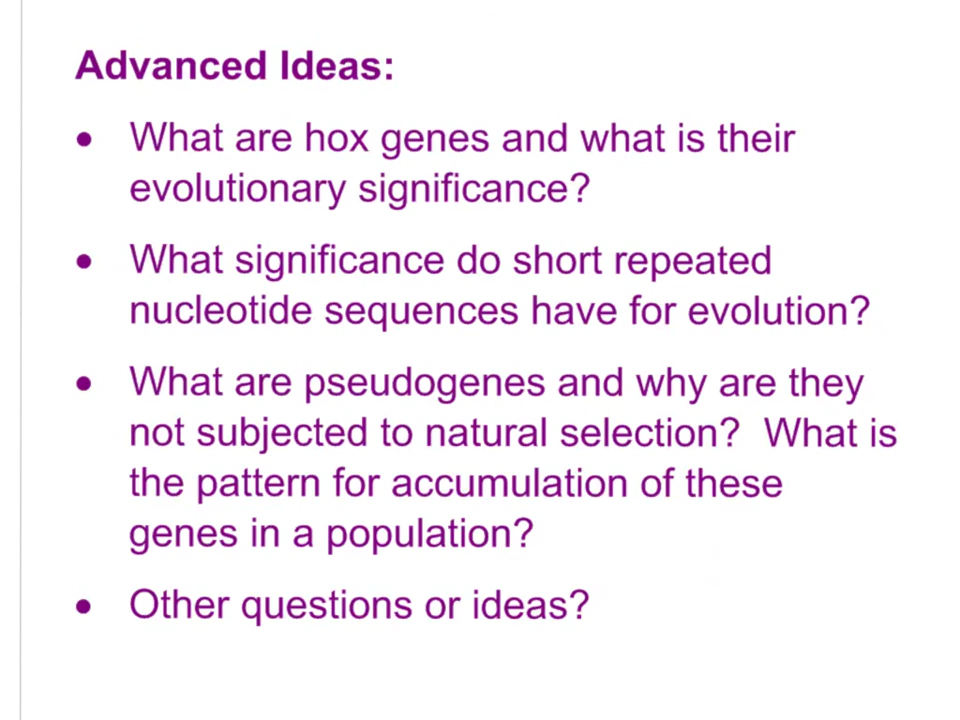 Advanced Ideas:
• What are hox genes and what is their
evolutionary significance?
• What significance do short repeated
nucleotide sequences have for evolution?
• What are pseudogenes and why are they
not subjected to natural selection?  What is
the pattern for accumulation of these
genes in a population?
• Other questions or ideas?